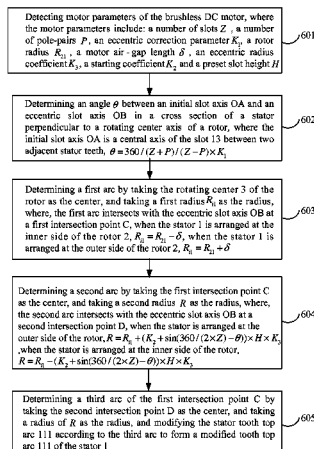 Detecting motor parameters of the brushless DC motor, where
the motor parameters include: a number of slots Z , a
number of pole-pairs P, an eccentric correction parameter K₁, a rotor
radius R₂₁ , a motor air-gap length δ , an eccentric radius
coefficient K₃, a starting coefficient K₂ and a preset slot height H
601
Determining an angle θ between an initial slot axis OA and an
eccentric slot axis OB in a cross section of a stator
perpendicular to a rotating center axis of a rotor, where the
initial slot axis OA is a central axis of the slot 13 between two
adjacent stator teeth, θ=360/(Z+P)/(Z−P)×K₁
602
Determining a first arc by taking the rotating center 3 of the
rotor as the center, and taking a first radius Rfi as the radius,
where, the first arc intersects with the eccentric slot axis OB at
a first intersection point C, when the stator 1 is arranged at the
inner side of the rotor 2, Rfi = R₂₁ − δ, when the stator 1 is
arranged at the outer side of the rotor 2, Rfi = R₂₁ + δ
603
Determining a second arc by taking the first intersection point C
as the center, and taking a second radius R as the radius, where,
the second arc intersects with the eccentric slot axis OB at a
second intersection point D, when the stator is arranged at the
outer side of the rotor, R=Rfi+(K₂+sin(360/(2×Z)−θ))×H×K₃
,when the stator is arranged at the inner side of the rotor,
R=Rfi−(K₂+sin(360/(2×Z)−θ))×H×K₃
604
Determining a third arc of the first intersection point C by
taking the second intersection point D as the center, and taking
a radius of R as the radius, and modifying the stator tooth top
arc 111 according to the third arc to form a modified tooth top
arc 111 of the stator 1
605